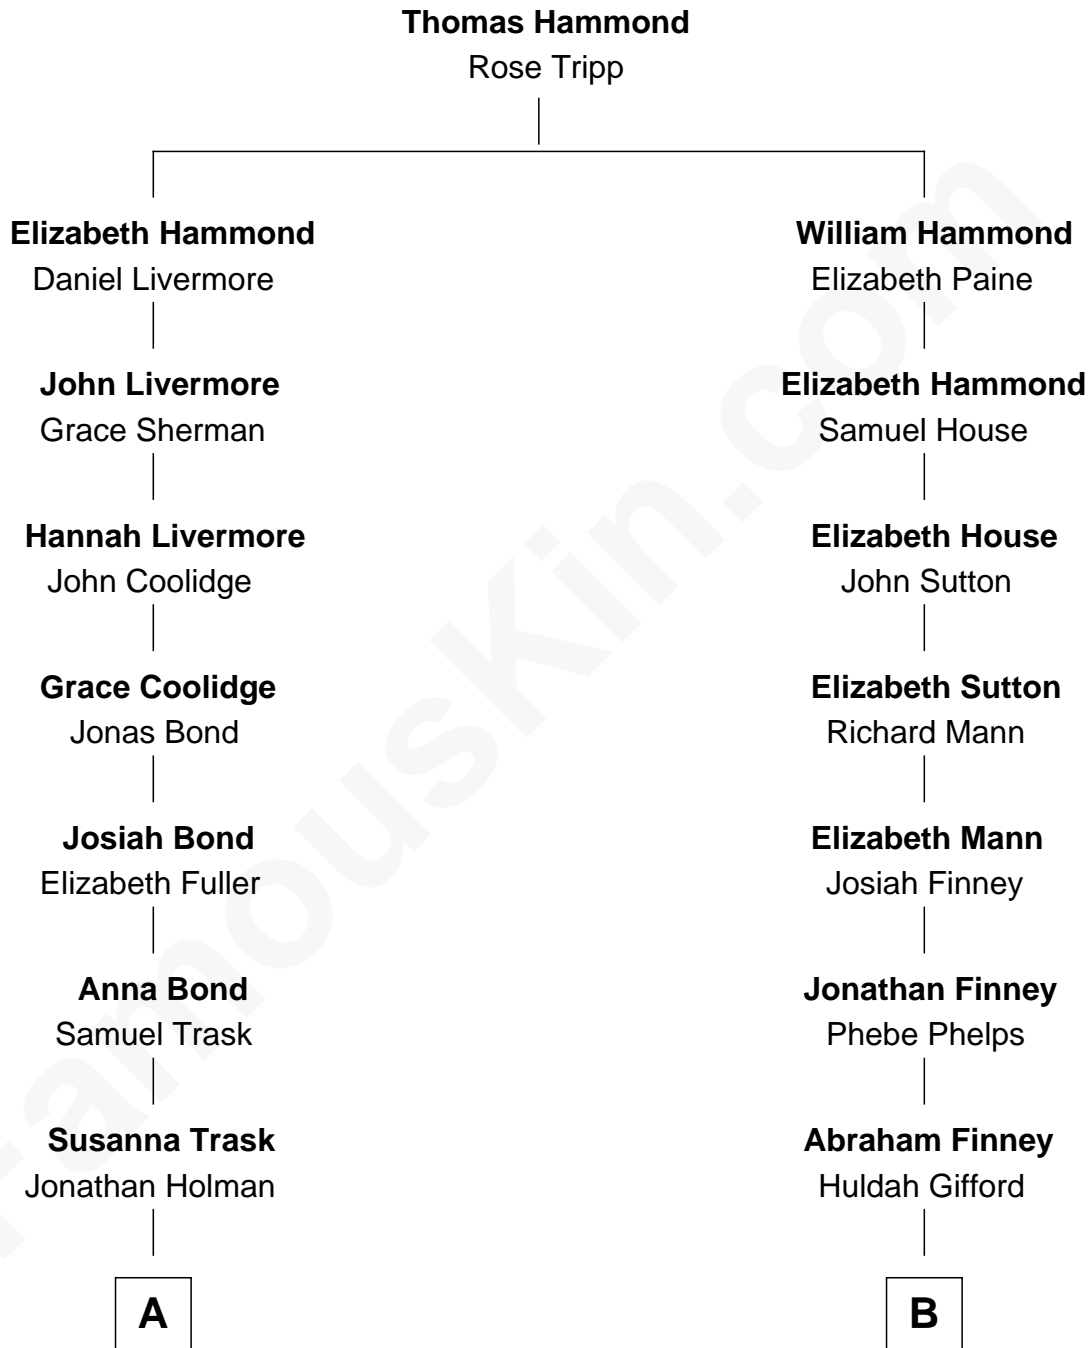 Thomas Hammond
Rose Tripp
Elizabeth Hammond
Daniel Livermore
John Livermore
Grace Sherman
Hannah Livermore
John Coolidge
Grace Coolidge
Jonas Bond
Josiah Bond
Elizabeth Fuller
Anna Bond
Samuel Trask
Susanna Trask
Jonathan Holman
A
William Hammond
Elizabeth Paine
Elizabeth Hammond
Samuel House
Elizabeth House
John Sutton
Elizabeth Sutton
Richard Mann
Elizabeth Mann
Josiah Finney
Jonathan Finney
Phebe Phelps
Abraham Finney
Huldah Gifford
B
FamousKin.com